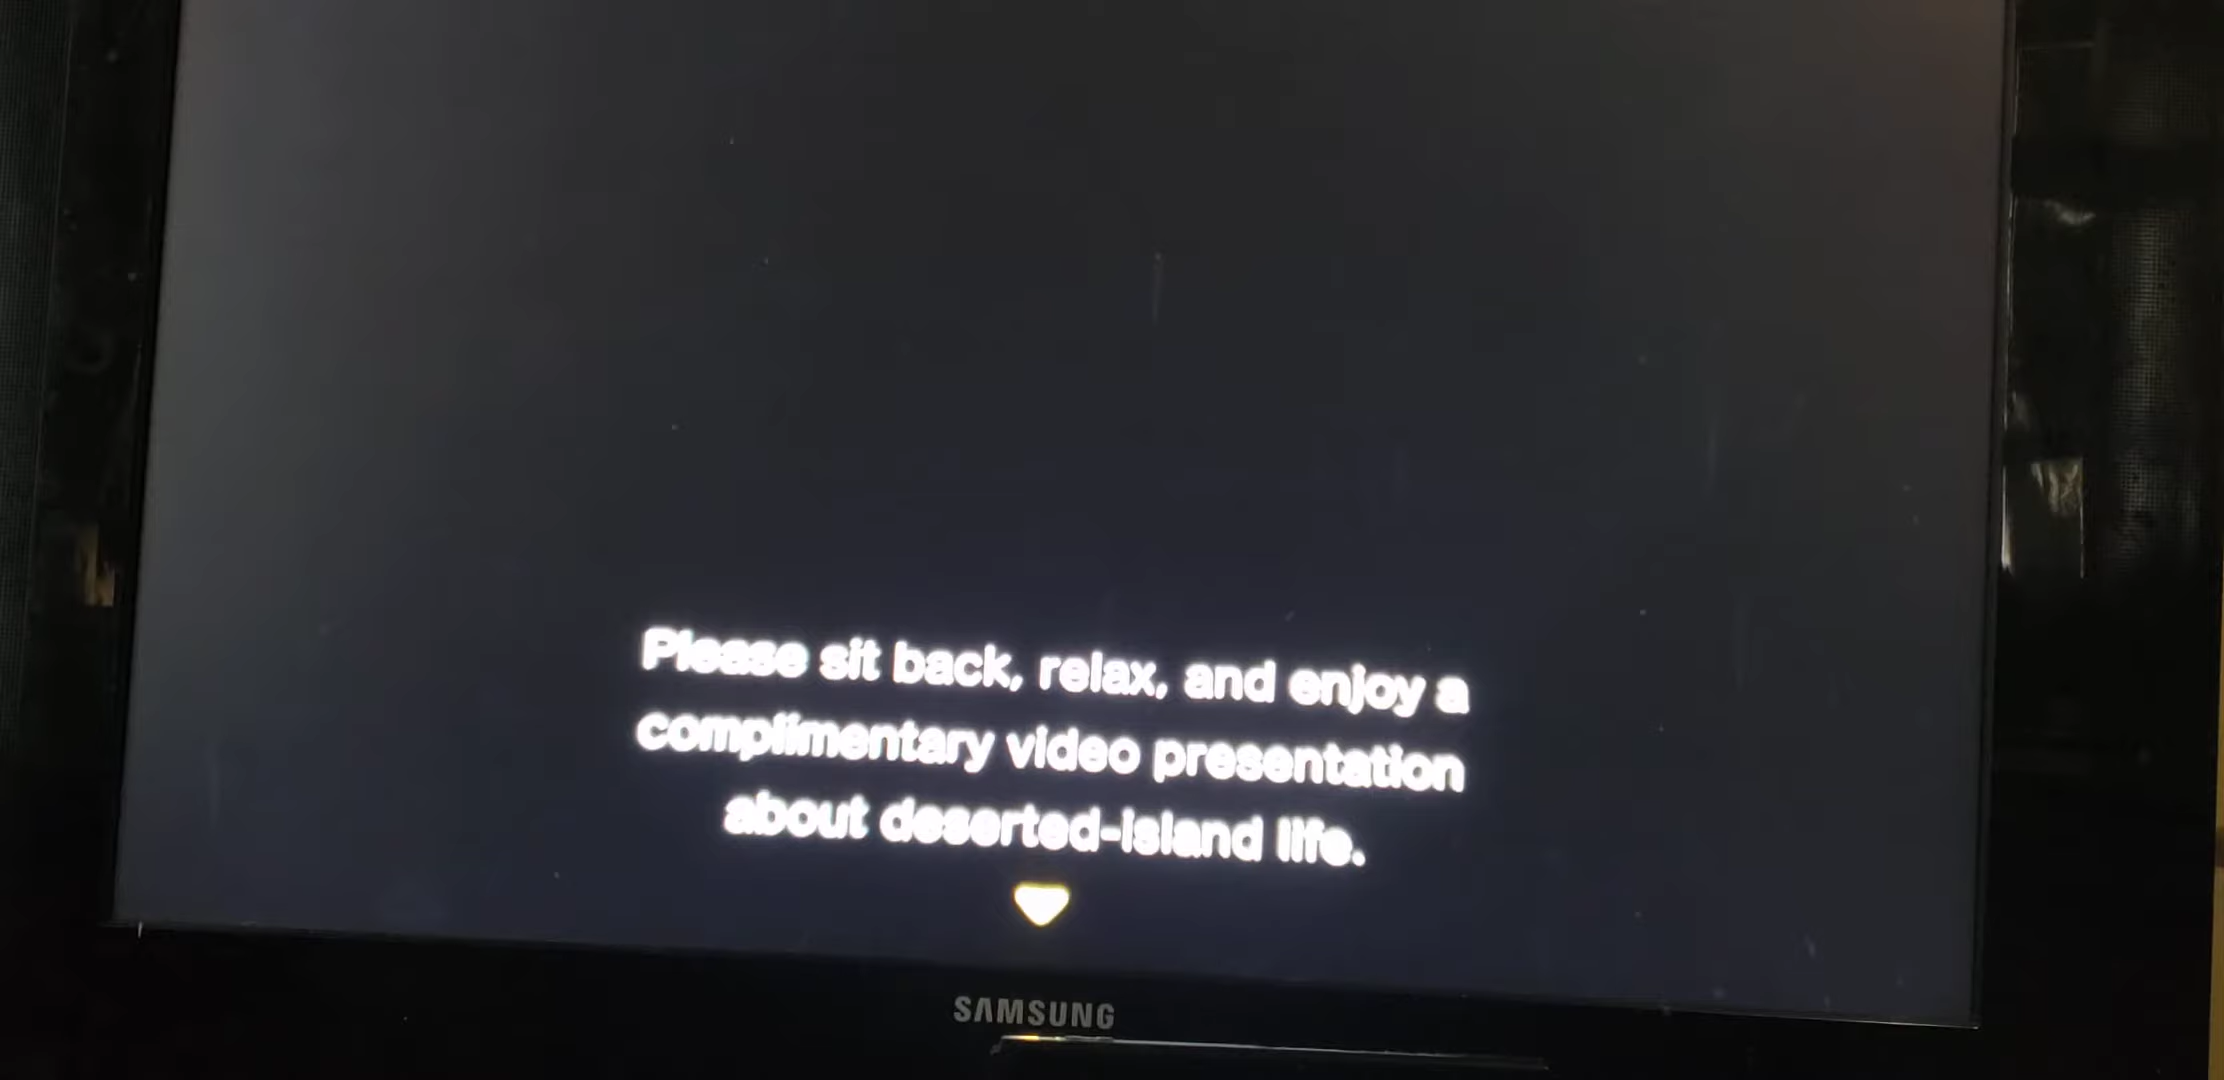 Please sit back, relax, and enjoy a
complimentary video presentation
about deserted-island life.
SAMSUNG